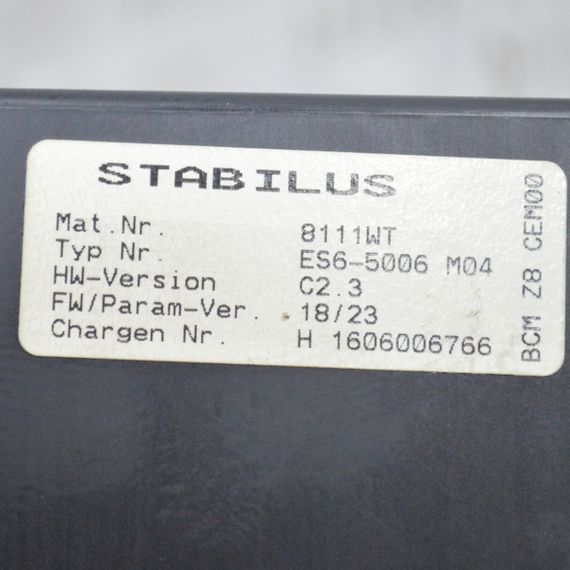 STABILUS
Mat.Nr. 8111WT
Typ Nr. ES6-5006 M04
HW-Version C2.3
FW/Param-Ver. 18/23
Chargen Nr. H 1606006766
BCM Z8 CEM00